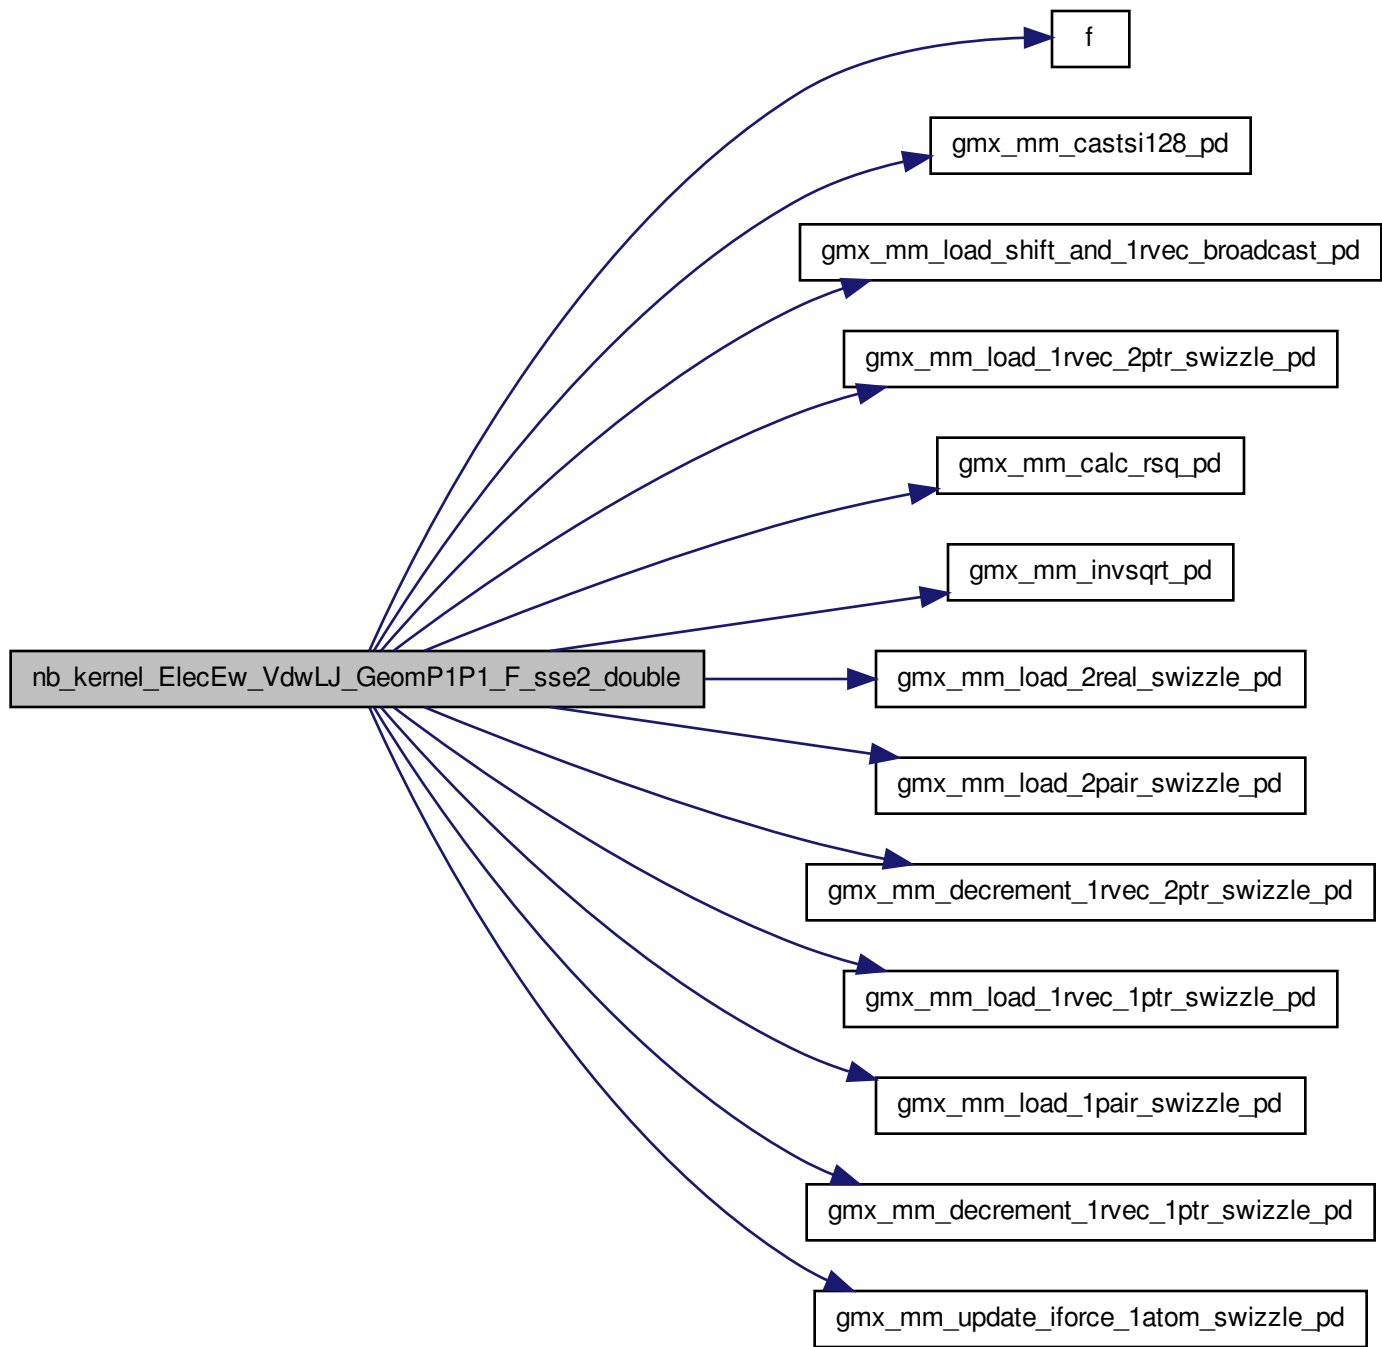 f
gmx_mm_castsi128_pd
gmx_mm_load_shift_and_1rvec_broadcast_pd
gmx_mm_load_1rvec_2ptr_swizzle_pd
gmx_mm_calc_rsq_pd
gmx_mm_invsqrt_pd
nb_kernel_ElecEw_VdwLJ_GeomP1P1_F_sse2_double
gmx_mm_load_2real_swizzle_pd
gmx_mm_load_2pair_swizzle_pd
gmx_mm_decrement_1rvec_2ptr_swizzle_pd
gmx_mm_load_1rvec_1ptr_swizzle_pd
gmx_mm_load_1pair_swizzle_pd
gmx_mm_decrement_1rvec_1ptr_swizzle_pd
gmx_mm_update_iforce_1atom_swizzle_pd